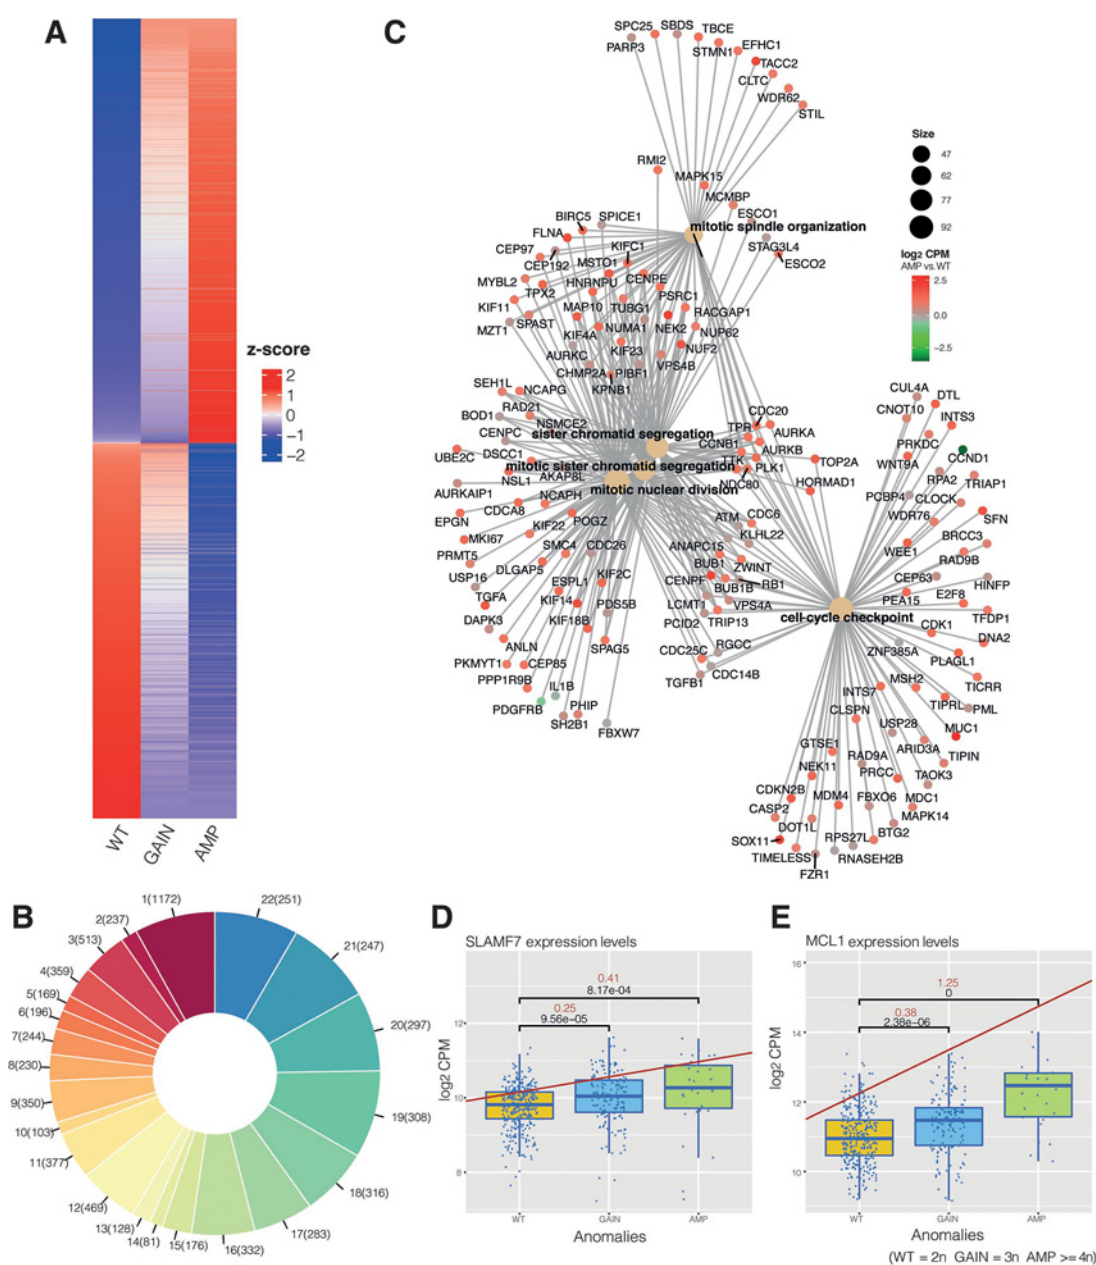 A
z-score
2
1
0
−1
−2
WT
GAIN
AMP
B
1(1172)
2(237)
3(513)
4(359)
5(169)
6(196)
7(244)
8(230)
9(350)
10(103)
11(377)
12(469)
13(128)
14(81)
15(176)
16(332)
17(283)
18(316)
19(308)
20(297)
21(247)
22(251)
C
SPC25
SBDS
TBCE
PARP3
STMN1
EFHC1
TACC2
CLTC
WDR62
STIL
RMI2
MAPK15
MCMBP
ESCO1
mitotic spindle organization
STAG3L4
ESCO2
BIRC5
SPICE1
FLNA
CEP97
CEP192
KIFC1
MSTO1
MYBL2
TPX2
HNRNPU
CENPE
PSRC1
KIF11
MAP10
TUBG1
RACGAP1
MZT1
SPAST
KIF4A
NUMA1
NEK2
NUP62
AURKC
KIF23
NUF2
CHMP2A
PIBF1
VPS4B
KPNB1
SEH1L
NCAPG
RAD21
BOD1
NSMCE2
CENPC
sister chromatid segregation
UBE2C
DSCC1
mitotic sister chromatid segregation
NSL1
AKAP8L
mitotic nuclear division
AURKAIP1
CDCA8
NCAPH
EPGN
KIF22
POGZ
MKI67
SMC4
CDC26
PRMT5
DLGAP5
USP16
ESPL1
KIF2C
TGFA
KIF14
PDS5B
DAPK3
KIF18B
ANLN
SPAG5
PKMYT1
CEP85
PPP1R9B
IL1B
PDGFRB
PHIP
SH2B1
FBXW7
CDC20
TPR
AURKA
CCNB1
AURKB
TTK
PLK1
TOP2A
NDC80
HORMAD1
ATM
CDC6
KLHL22
ANAPC15
BUB1
ZWINT
CENPF
BUB1B
RB1
LCMT1
VPS4A
PCID2
TRIP13
CDC25C
RGCC
TGFB1
CDC14B
cell-cycle checkpoint
CUL4A
DTL
CNOT10
INTS3
PRKDC
CCND1
WNT9A
RPA2
TRIAP1
PCBP4
CLOCK
WDR76
SFN
BRCC3
WEE1
RAD9B
CEP63
HINFP
PEA15
E2F8
TFDP1
CDK1
DNA2
ZNF385A
PLAGL1
MSH2
TICRR
INTS7
TIPRL
PML
CLSPN
USP28
MUC1
GTSE1
ARID3A
TIPIN
NEK11
RAD9A
PRCC
TAOK3
CDKN2B
MDM4
FBXO6
MDC1
CASP2
MAPK14
DOT1L
BTG2
SOX11
RPS27L
TIMELESS
RNASEH2B
FZR1
Size
47
62
77
92
log2 CPM
AMP vs.WT
2.5
0.0
−2.5
D
SLAMF7 expression levels
0.41
8.17e−04
0.25
9.56e−05
log2 CPM
12
10
8
WT
GAIN
AMP
Anomalies
E
MCL1 expression levels
1.25
0
0.38
2.38e−06
log2 CPM
16
14
12
10
WT
GAIN
AMP
Anomalies
(WT = 2n GAIN = 3n AMP >= 4n)